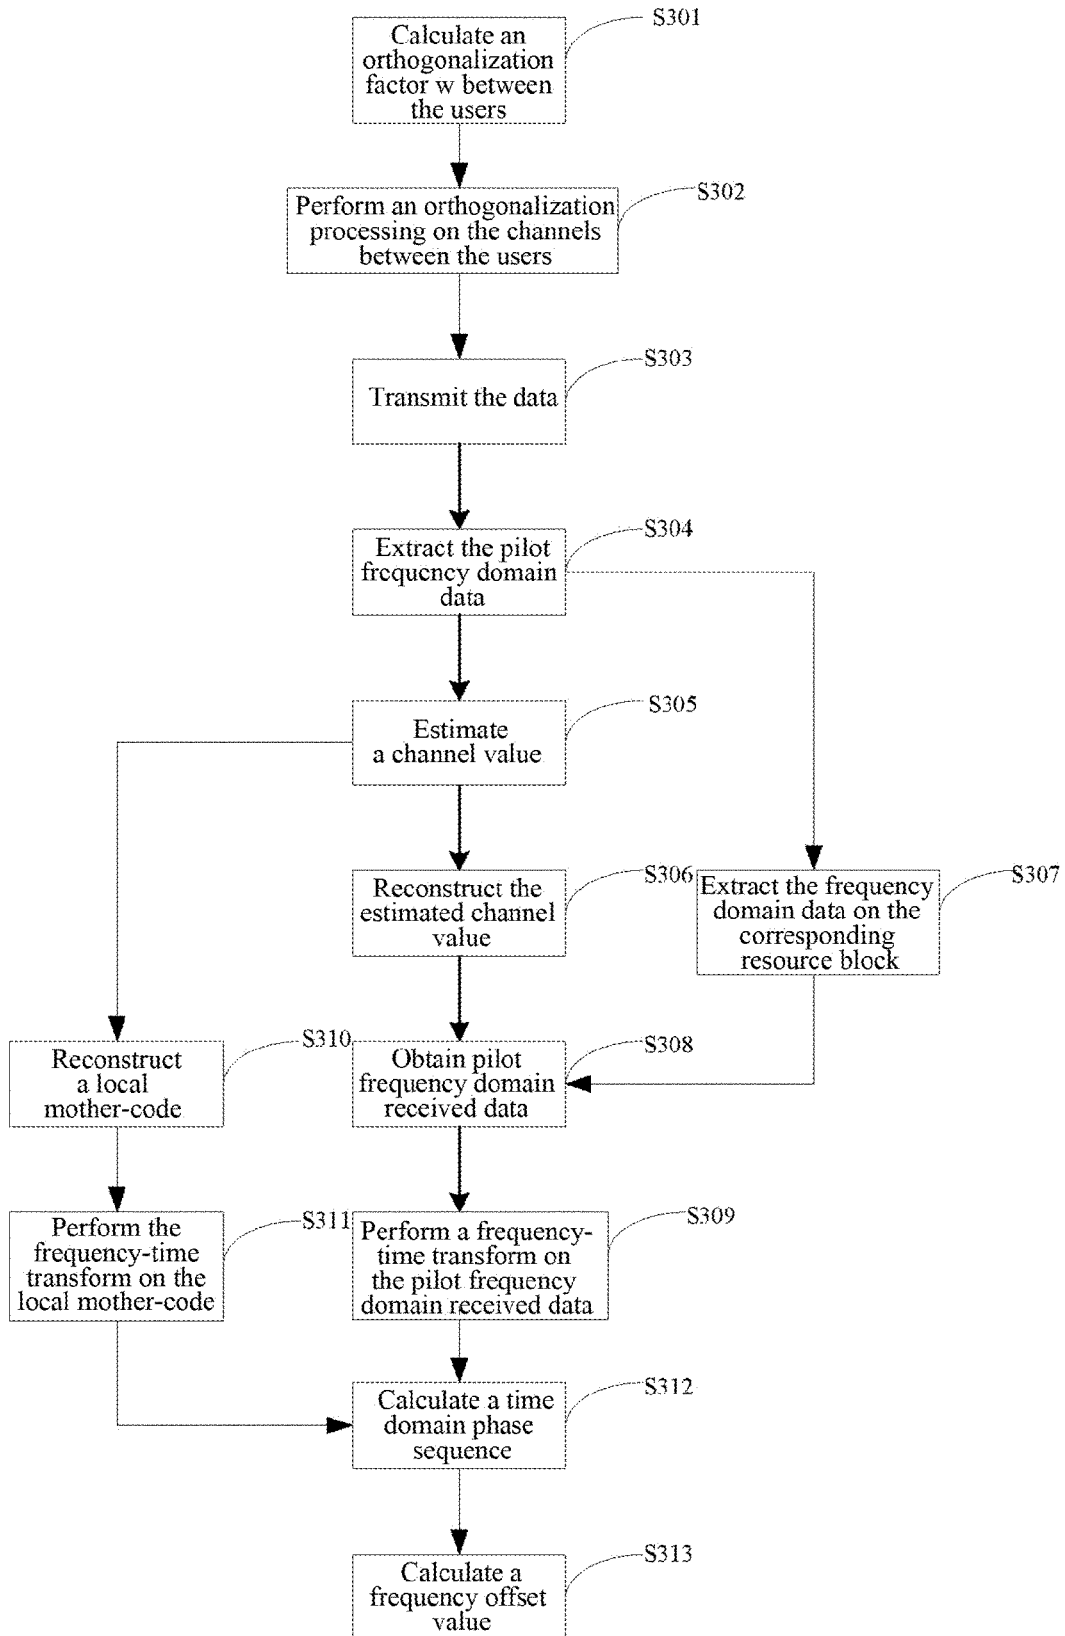 S301
Calculate an
orthogonalization
factor w between
the users
S302
Perform an orthogonalization
processing on the channels
between the users
S303
Transmit the data
S304
Extract the pilot
frequency domain
data
S305
Estimate
a channel value
S306
Reconstruct the
estimated channel
value
S307
Extract the frequency
domain data on the
corresponding
resource block
S310
Reconstruct
a local
mother-code
S308
Obtain pilot
frequency domain
received data
S311
Perform the
frequency-time
transform on the
local mother-code
S309
Perform a frequency-
time transform on
the pilot frequency
domain received data
S312
Calculate a time
domain phase
sequence
S313
Calculate a
frequency offset
value